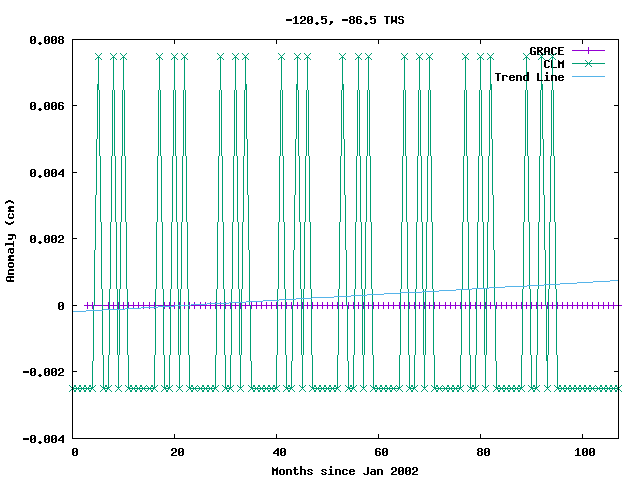 -120.5, -86.5 TWS
0.008
GRACE
CLM
Trend Line
0.006
0.004
0.002
0
-0.002
-0.004
Anomaly (cm)
0 20 40 60 80 100
Months since Jan 2002